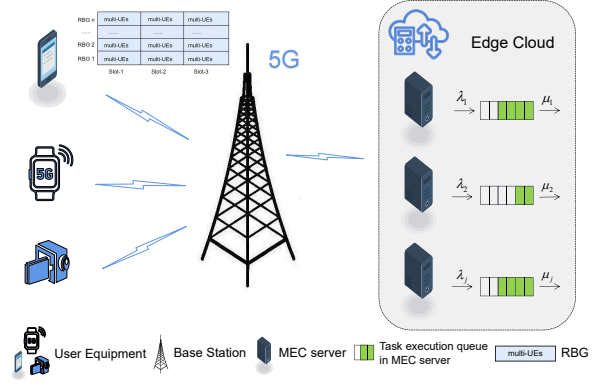 RBG n multi-UEs multi-UEs multi-UEs
...... ...... ...... ......
RBG 2 multi-UEs multi-UEs multi-UEs
RBG 1 multi-UEs multi-UEs multi-UEs
Slot-1 Slot-2 Slot-3
5G
Edge Cloud
λ₁ μ₁
5G
λ₂ μ₂
λⱼ μⱼ
5G
User Equipment
Base Station
MEC server
Task execution queue
in MEC server
multi-UEs
RBG